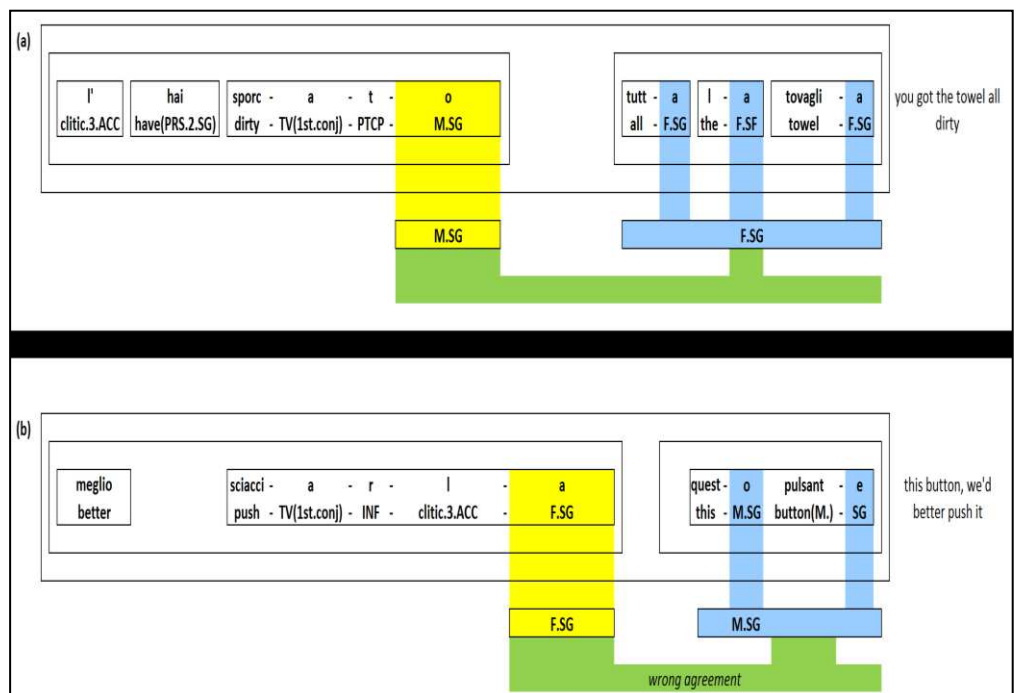 (a)
l' hai sporc - a - t - o tutt - a l - a tovagli - a
clitic.3.ACC have(PRS.2.SG) dirty - TV(1st.conj) - PTCP - M.SG all - F.SG the - F.SF towel - F.SG
you got the towel all
dirty
M.SG F.SG
(b)
meglio sciacci - a - r - l - a quest - o pulsant - e
better push - TV(1st.conj) - INF - clitic.3.ACC - F.SG this - M.SG button(M.) - SG
this button, we'd
better push it
F.SG M.SG
wrong agreement